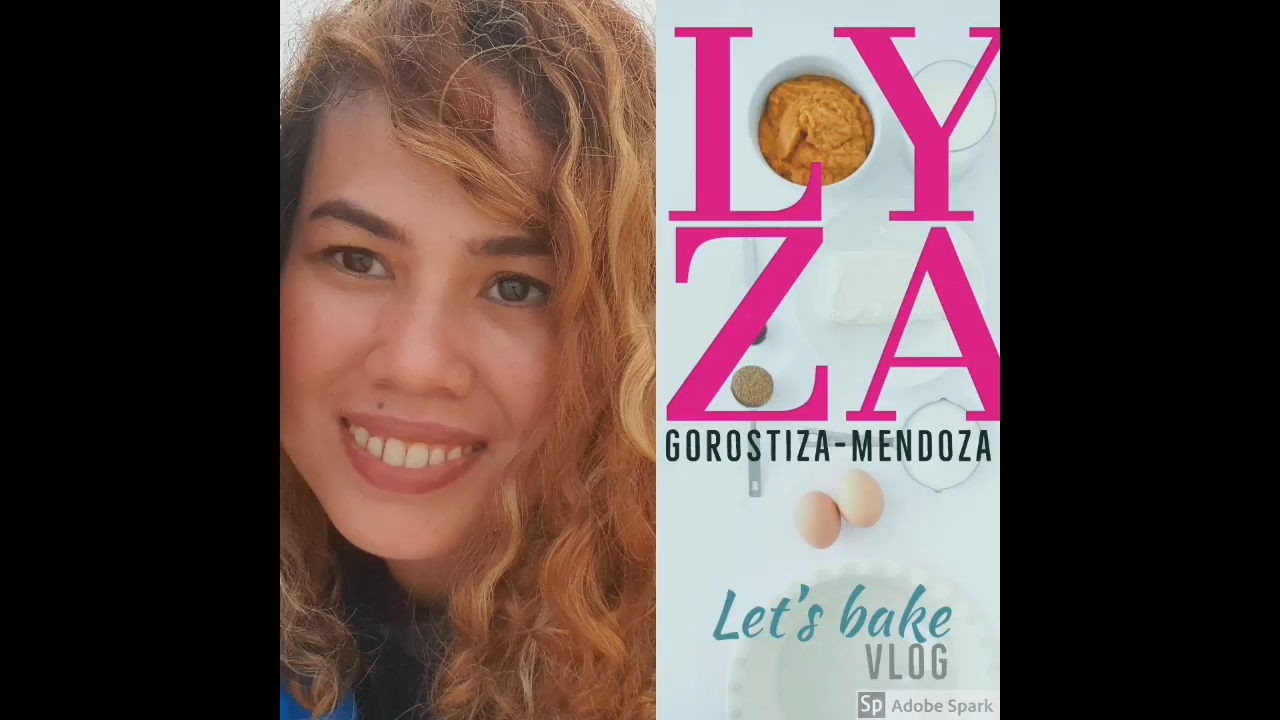 LY
ZA
GOROSTIZA-MENDOZA
Let's bake
VLOG
Sp Adobe Spark